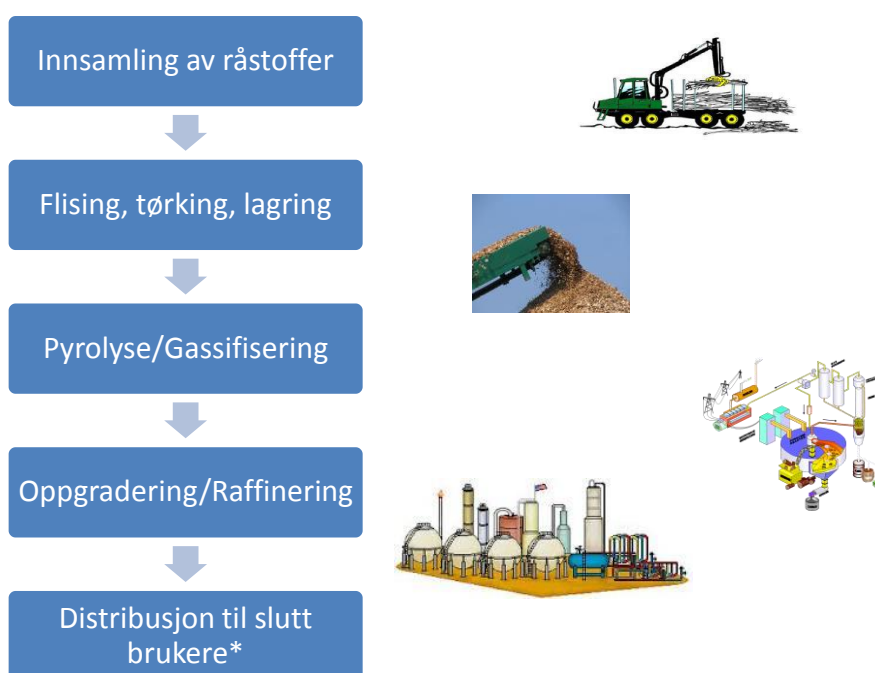 Innsamling av råstoffer
Flising, tørking, lagring
Pyrolyse/Gassifisering
Oppgradering/Raffinering
Distribusjon til slutt
brukere*